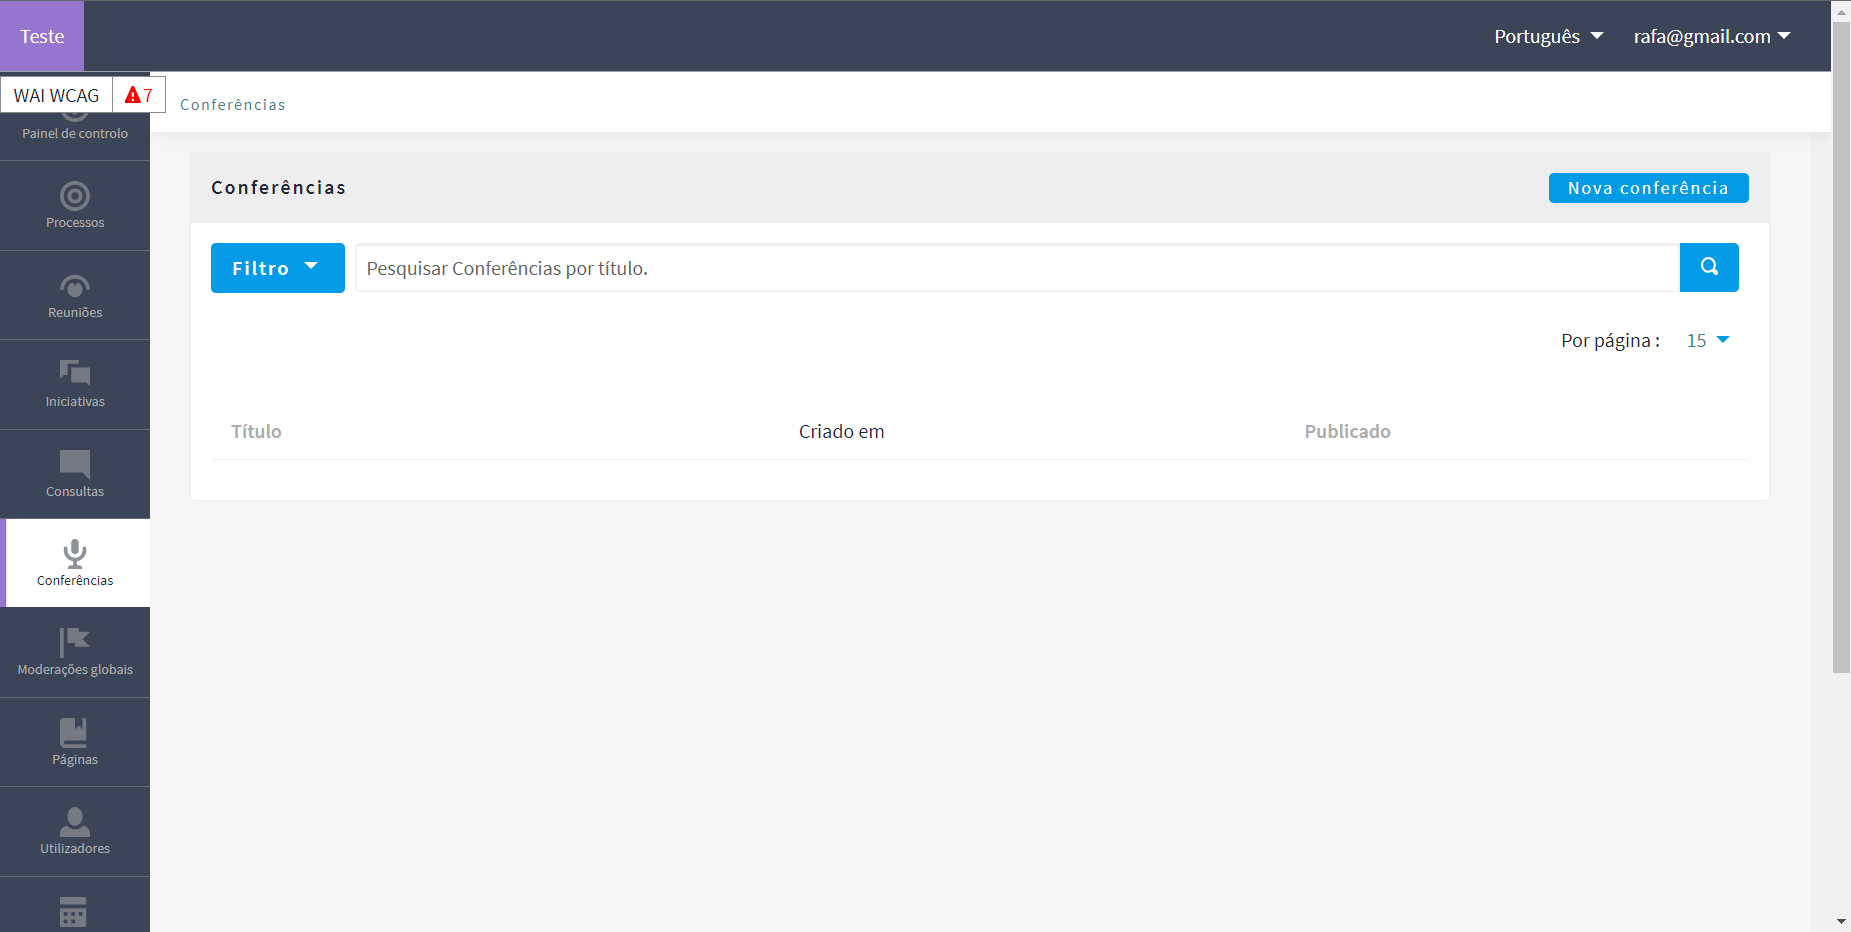 Teste
Português
rafa@gmail.com
WAI WCAG
7
Conferências
Painel de controlo
Processos
Reuniões
Iniciativas
Consultas
Conferências
Moderações globais
Páginas
Utilizadores
Conferências
Nova conferência
Filtro
Pesquisar Conferências por título.
Por página :
15
Título
Criado em
Publicado